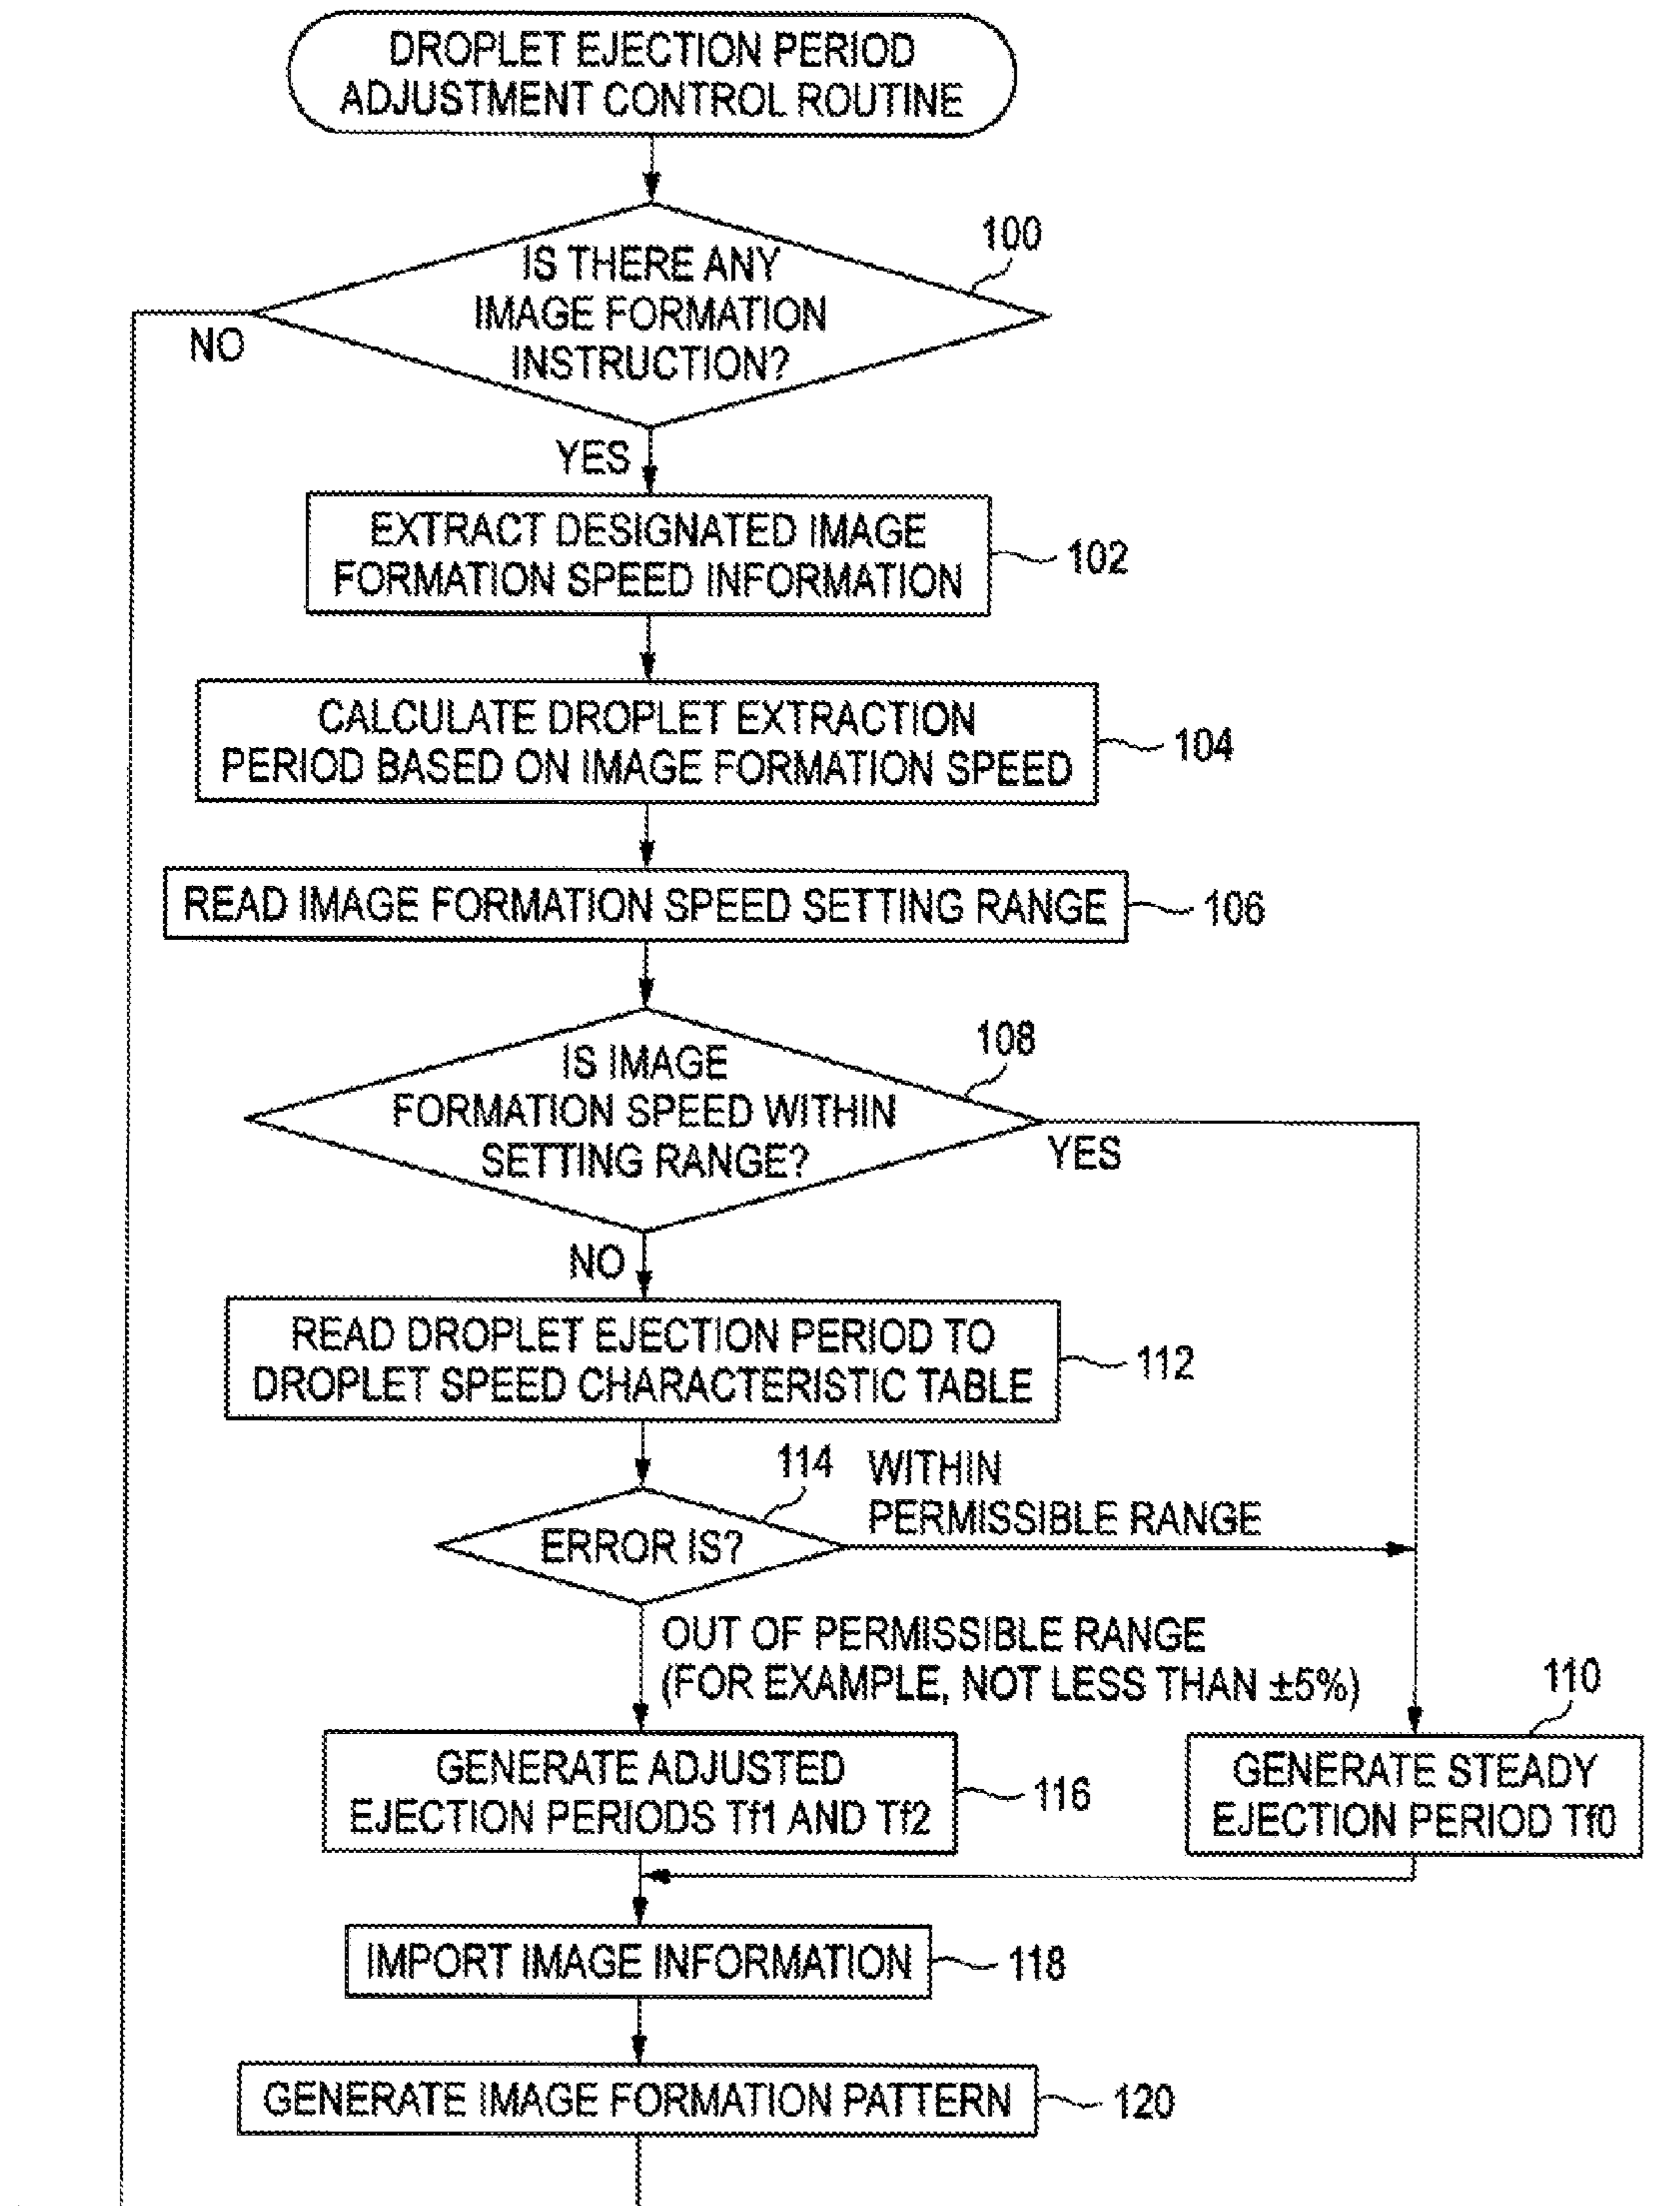 DROPLET EJECTION PERIOD
ADJUSTMENT CONTROL ROUTINE
100
IS THERE ANY
IMAGE FORMATION
INSTRUCTION?
NO
YES
EXTRACT DESIGNATED IMAGE
FORMATION SPEED INFORMATION
102
CALCULATE DROPLET EXTRACTION
PERIOD BASED ON IMAGE FORMATION SPEED
104
READ IMAGE FORMATION SPEED SETTING RANGE
106
108
IS IMAGE
FORMATION SPEED WITHIN
SETTING RANGE?
YES
NO
READ DROPLET EJECTION PERIOD TO
DROPLET SPEED CHARACTERISTIC TABLE
112
114
WITHIN
PERMISSIBLE RANGE
ERROR IS?
OUT OF PERMISSIBLE RANGE
(FOR EXAMPLE, NOT LESS THAN ±5%)
110
GENERATE ADJUSTED
EJECTION PERIODS Tf1 AND Tf2
116
GENERATE STEADY
EJECTION PERIOD Tf0
IMPORT IMAGE INFORMATION
118
GENERATE IMAGE FORMATION PATTERN
120